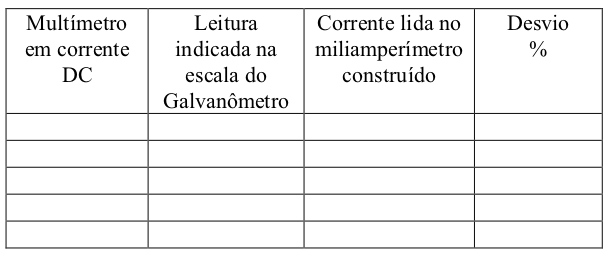 Multímetro
em corrente
DC
Leitura
indicada na
escala do
Galvanômetro
Corrente lida no
miliamperímetro
construído
Desvio
%